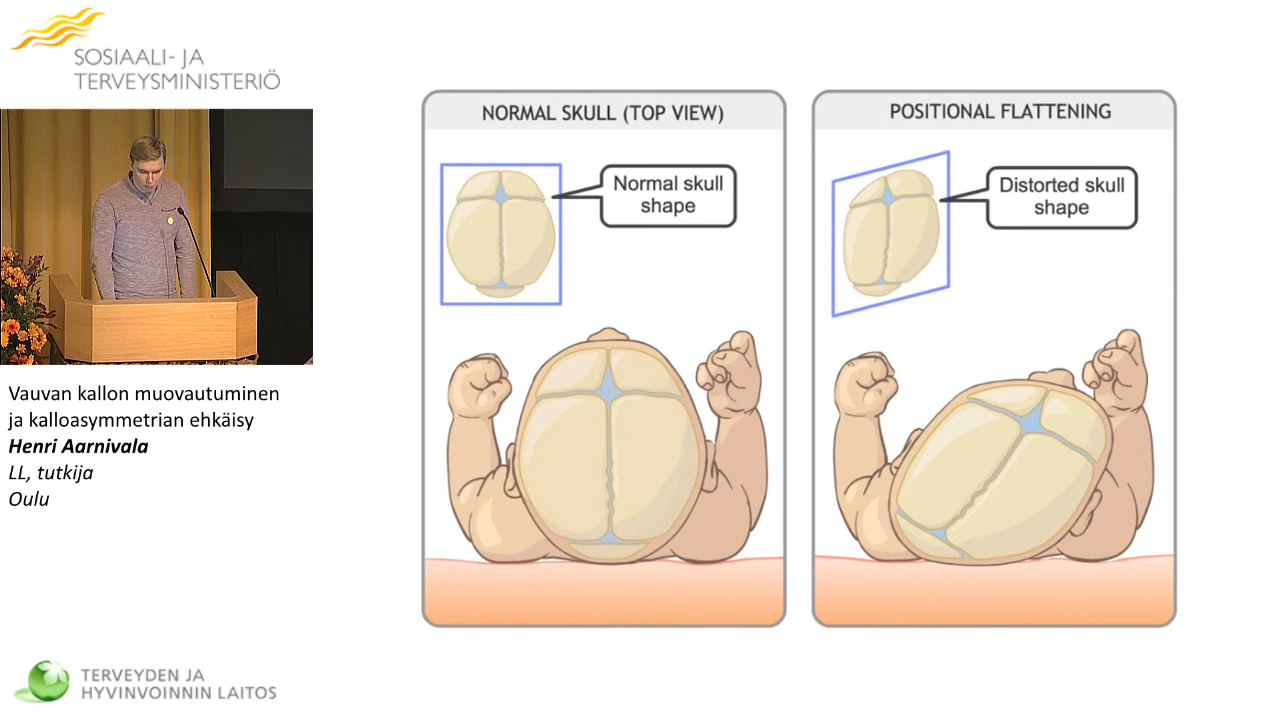 SOSIAALI- JA
TERVEYSMINISTERIÖ
Vauvan kallon muovautuminen
ja kalloasymmetrian ehkäisy
Henri Aarnivala
LL, tutkija
Oulu
TERVEYDEN JA
HYVINVOINNIN LAITOS
NORMAL SKULL (TOP VIEW)
Normal skull
shape
POSITIONAL FLATTENING
Distorted skull
shape